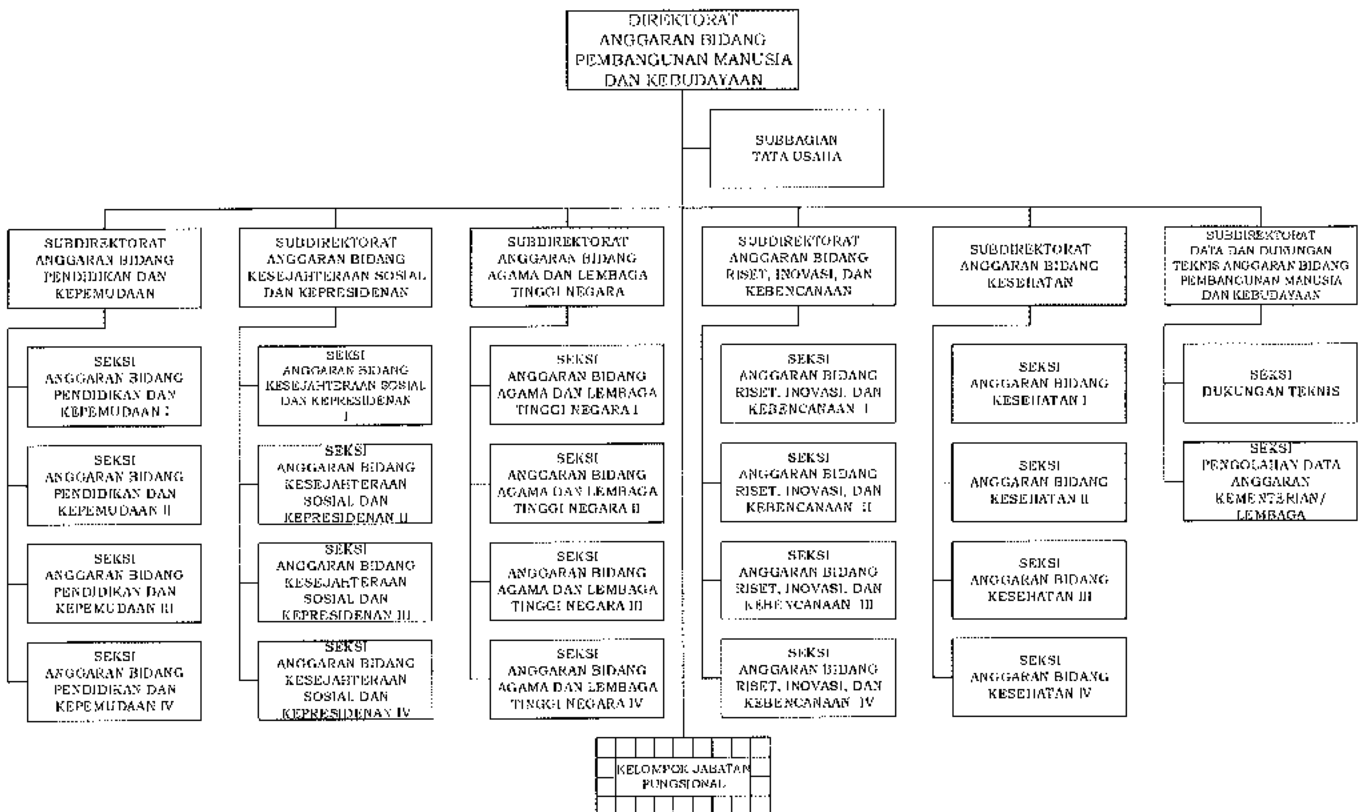 DIREKTORAT
ANGGARAN BIDANG
PEMBANGUNAN MANUSIA
DAN KEBUDAYAAN
SUBBAGIAN
TATA USAHA
SUBDIREKTORAT
ANGGARAN BIDANG
PENDIDIKAN DAN
KEPEMUDAAN
SUBDIREKTORAT
ANGGARAN BIDANG
KESEJAHTERAAN SOSIAL
DAN KEPRESIDENAN
SUBDIREKTORAT
ANGGARAN BIDANG
AGAMA DAN LEMBAGA
TINGGI NEGARA
SUBDIREKTORAT
ANGGARAN BIDANG
RISET, INOVASI, DAN
KEBENCANAAN
SUBDIREKTORAT
ANGGARAN BIDANG
KESEHATAN
SUBDIREKTORAT
DATA DAN DUKUNGAN
TEKNIS ANGGARAN BIDANG
PEMBANGUNAN MANUSIA
DAN KEBUDAYAAN
SEKSI
ANGGARAN BIDANG
PENDIDIKAN DAN
KEPEMUDAAN I
SEKSI
ANGGARAN BIDANG
KESEJAHTERAAN SOSIAL
DAN KEPRESIDENAN
I
SEKSI
ANGGARAN BIDANG
AGAMA DAN LEMBAGA
TINGGI NEGARA I
SEKSI
ANGGARAN BIDANG
RISET, INOVASI, DAN
KEBENCANAAN I
SEKSI
ANGGARAN BIDANG
KESEHATAN I
SEKSI
DUKUNGAN TEKNIS
SEKSI
ANGGARAN BIDANG
PENDIDIKAN DAN
KEPEMUDAAN II
SEKSI
ANGGARAN BIDANG
KESEJAHTERAAN
SOSIAL DAN
KEPRESIDENAN II
SEKSI
ANGGARAN BIDANG
AGAMA DAN LEMBAGA
TINGGI NEGARA II
SEKSI
ANGGARAN BIDANG
RISET, INOVASI, DAN
KEBENCANAAN II
SEKSI
ANGGARAN BIDANG
KESEHATAN II
SEKSI
PENGOLAHAN DATA
ANGGARAN
KEMENTERIAN/
LEMBAGA
SEKSI
ANGGARAN BIDANG
PENDIDIKAN DAN
KEPEMUDAAN III
SEKSI
ANGGARAN BIDANG
KESEJAHTERAAN
SOSIAL DAN
KEPRESIDENAN III
SEKSI
ANGGARAN BIDANG
AGAMA DAN LEMBAGA
TINGGI NEGARA III
SEKSI
ANGGARAN BIDANG
RISET, INOVASI, DAN
KEBENCANAAN III
SEKSI
ANGGARAN BIDANG
KESEHATAN III
SEKSI
ANGGARAN BIDANG
PENDIDIKAN DAN
KEPEMUDAAN IV
SEKSI
ANGGARAN BIDANG
KESEJAHTERAAN
SOSIAL DAN
KEPRESIDENAN IV
SEKSI
ANGGARAN BIDANG
AGAMA DAN LEMBAGA
TINGGI NEGARA IV
SEKSI
ANGGARAN BIDANG
RISET, INOVASI, DAN
KEBENCANAAN IV
SEKSI
ANGGARAN BIDANG
KESEHATAN IV
KELOMPOK JABATAN
FUNGSIONAL